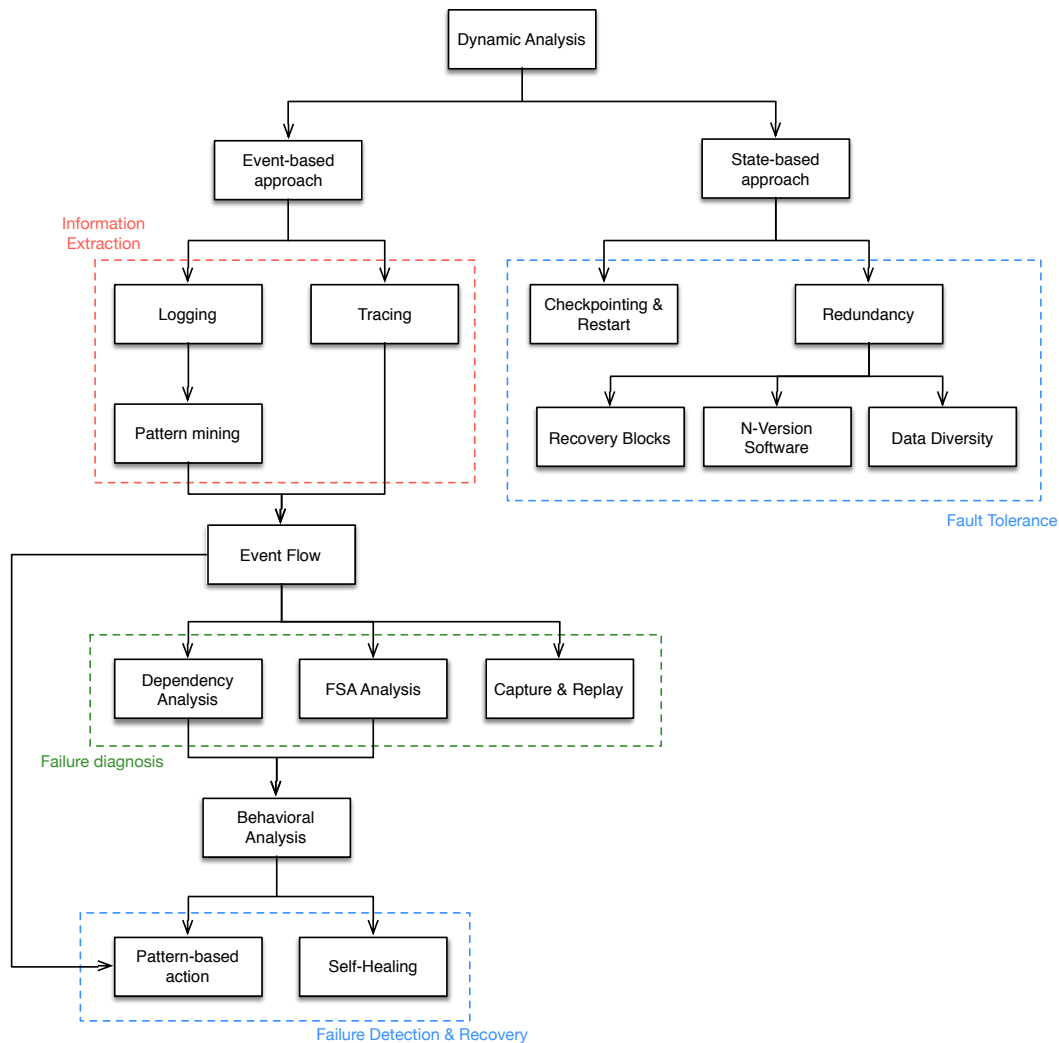 Dynamic Analysis
Event-based
approach
State-based
approach
Information
Extraction
Logging
Tracing
Checkpointing &
Restart
Redundancy
Pattern mining
Recovery Blocks
N-Version
Software
Data Diversity
Fault Tolerance
Event Flow
Dependency
Analysis
FSA Analysis
Capture & Replay
Failure diagnosis
Behavioral
Analysis
Pattern-based
action
Self-Healing
Failure Detection & Recovery